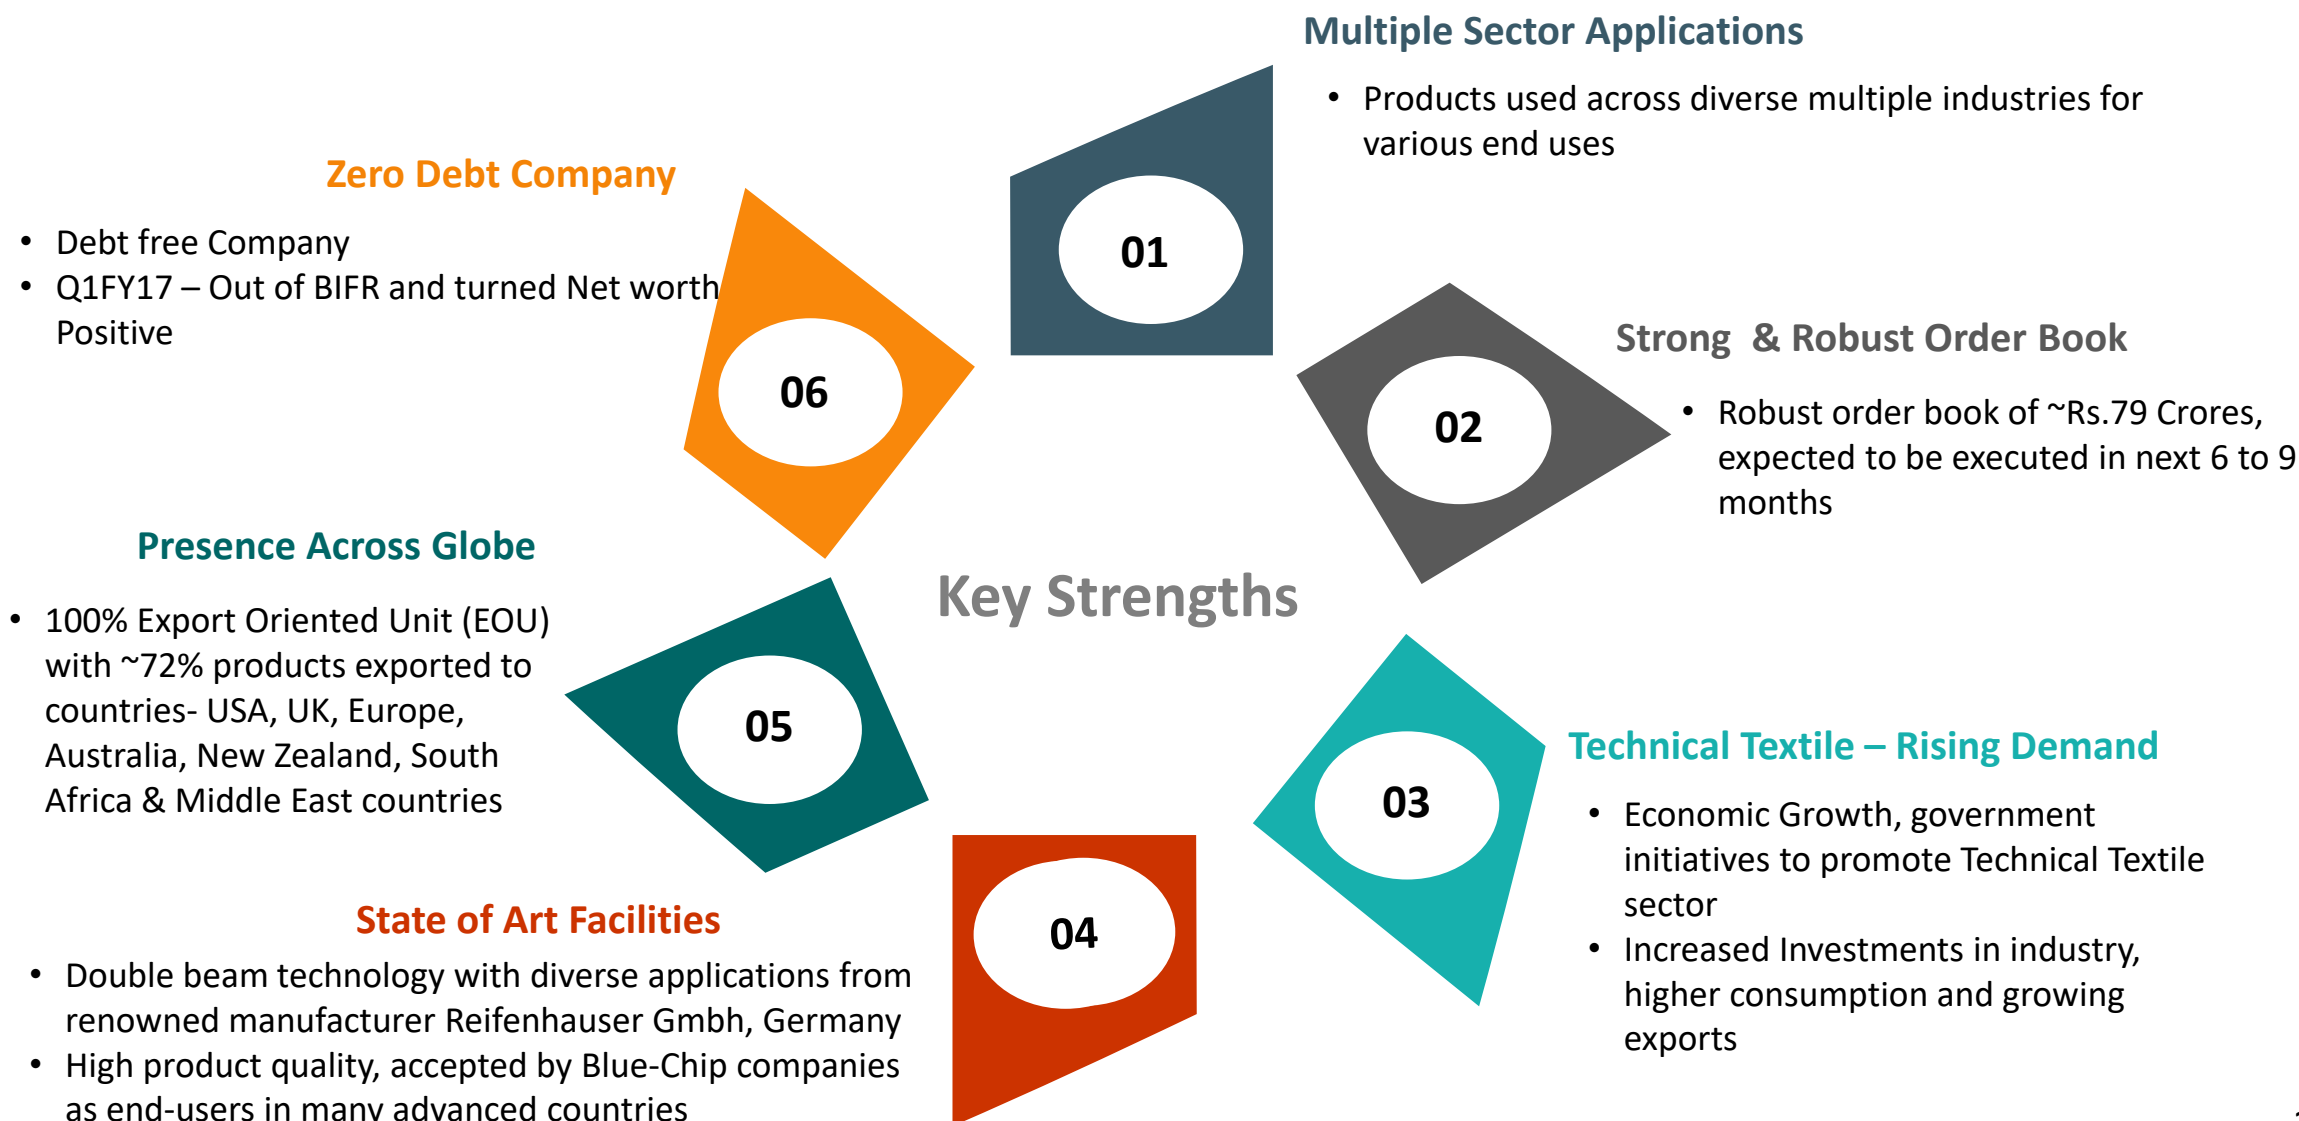 Multiple Sector Applications
• Products used across diverse multiple industries for
various end uses
01
Strong & Robust Order Book
• Robust order book of ~Rs.79 Crores,
expected to be executed in next 6 to 9
months
02
Technical Textile – Rising Demand
• Economic Growth, government
initiatives to promote Technical Textile
sector
• Increased Investments in industry,
higher consumption and growing
exports
03
State of Art Facilities
• Double beam technology with diverse applications from
renowned manufacturer Reifenhauser Gmbh, Germany
• High product quality, accepted by Blue-Chip companies
as end-users in many advanced countries
04
Presence Across Globe
• 100% Export Oriented Unit (EOU)
with ~72% products exported to
countries- USA, UK, Europe,
Australia, New Zealand, South
Africa & Middle East countries
05
Zero Debt Company
• Debt free Company
• Q1FY17 – Out of BIFR and turned Net worth
Positive
06
Key Strengths